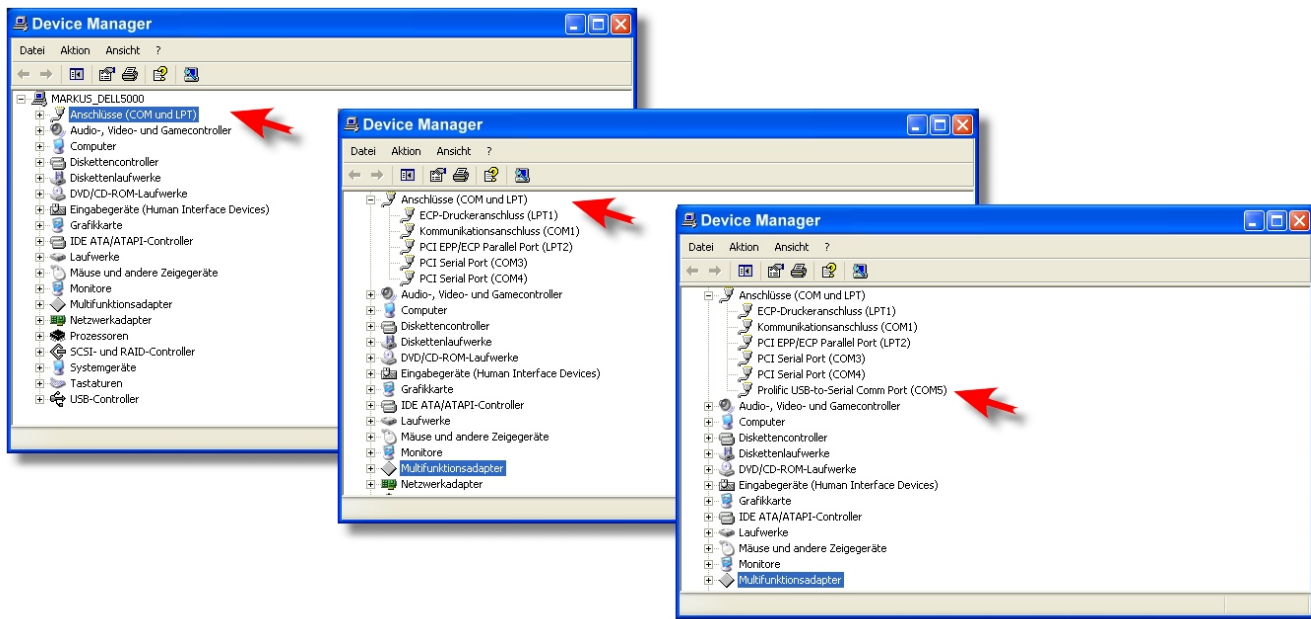 Device Manager
Datei Aktion Ansicht ?
MARKUS_DELL5000
Anschlüsse (COM und LPT)
Audio-, Video- und Gamecontroller
Computer
Diskettencontroller
Diskettenlaufwerke
DVD/CD-ROM-Laufwerke
Eingabegeräte (Human Interface Devices)
Grafikkarte
IDE ATA/ATAPI-Controller
Laufwerke
Mäuse und andere Zeigegeräte
Monitore
Multifunktionsadapter
Netzwerkadapter
Prozessoren
SCSI- und RAID-Controller
Systemgeräte
Tastaturen
USB-Controller
Device Manager
Datei Aktion Ansicht ?
Anschlüsse (COM und LPT)
ECP-Druckeranschluss (LPT1)
Kommunikationsanschluss (COM1)
PCI EPP/ECP Parallel Port (LPT2)
PCI Serial Port (COM3)
PCI Serial Port (COM4)
Audio-, Video- und Gamecontroller
Computer
Diskettencontroller
Diskettenlaufwerke
DVD/CD-ROM-Laufwerke
Eingabegeräte (Human Interface Devices)
Grafikkarte
IDE ATA/ATAPI-Controller
Laufwerke
Mäuse und andere Zeigegeräte
Monitore
Multifunktionsadapter
Netzwerkadapter
Device Manager
Datei Aktion Ansicht ?
Anschlüsse (COM und LPT)
ECP-Druckeranschluss (LPT1)
Kommunikationsanschluss (COM1)
PCI EPP/ECP Parallel Port (LPT2)
PCI Serial Port (COM3)
PCI Serial Port (COM4)
Prolific USB-to-Serial Comm Port (COM5)
Audio-, Video- und Gamecontroller
Computer
Diskettencontroller
Diskettenlaufwerke
DVD/CD-ROM-Laufwerke
Eingabegeräte (Human Interface Devices)
Grafikkarte
IDE ATA/ATAPI-Controller
Laufwerke
Mäuse und andere Zeigegeräte
Monitore
Multifunktionsadapter